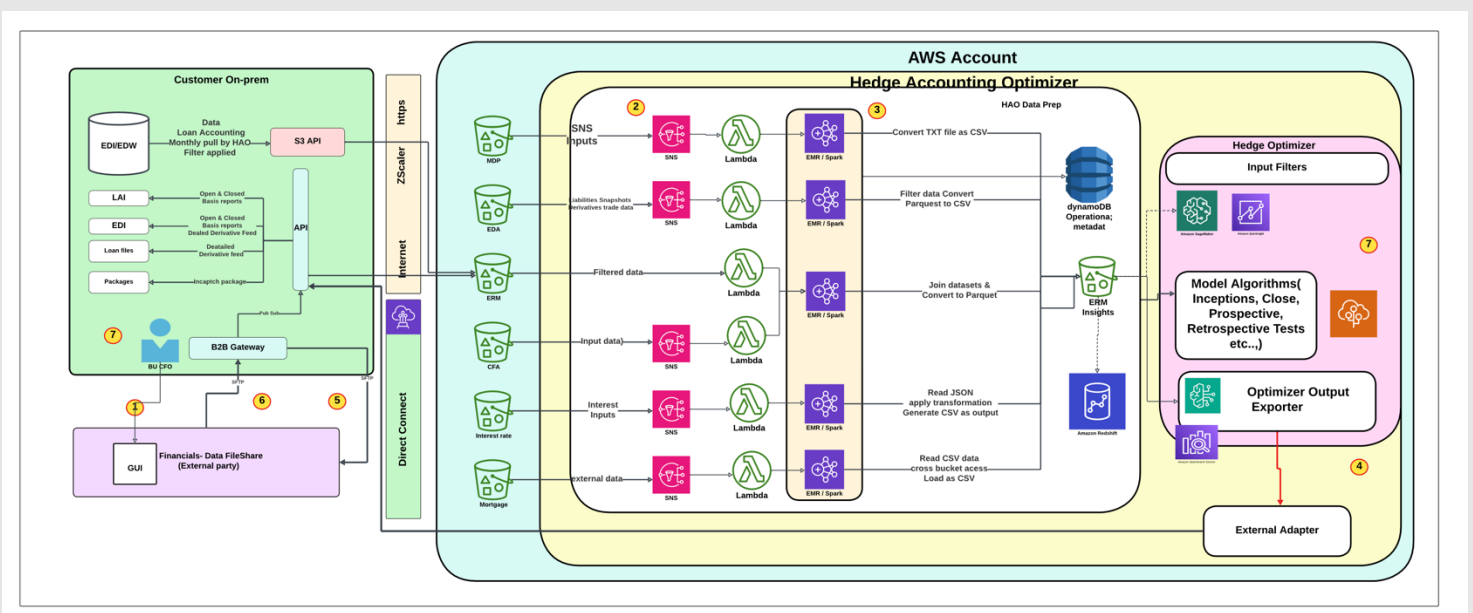 AWS Account
Hedge Accounting Optimizer
Customer On-prem
EDI/EDW
Data
Loan Accounting
Monthly pull by HAO
Filter applied
S3 API
LAI
Open & Closed
Basis reports
EDI
Open & Closed
Basis reports
Dealed Derivative Feed
Loan files
Deatailed
Derivative feed
Packages
Incaptch package
API
Pub Sub
7
BU CFO
B2B Gateway
SFTP
SFTP
1
6
5
GUI
Financials- Data FileShare
(External party)
https
ZScaler
Internet
Direct Connect
MDP
EDA
ERM
CFA
Interest rate
Mortgage
HAO Data Prep
2
3
SNS
Inputs
SNS
Lambda
EMR / Spark
Convert TXT file as CSV
Liabilities Snapshots
Derivatives trade data
SNS
Lambda
EMR / Spark
Filter data Convert
Parquest to CSV
Filtered data
Lambda
EMR / Spark
Join datasets &
Convert to Parquet
Input data)
SNS
Lambda
Interest
Inputs
SNS
Lambda
EMR / Spark
Read JSON
apply transformation
Generate CSV as output
external data
SNS
Lambda
EMR / Spark
Read CSV data
cross bucket acess
Load as CSV
dynamoDB
Operationa;
metadat
ERM
Insights
Amazon Redshift
Hedge Optimizer
Input Filters
Amazon SageMaker
Amazon QuickSight
7
Model Algorithms(
Inceptions, Close,
Prospective,
Retrospective Tests
etc..,)
Optimizer Output
Exporter
4
External Adapter